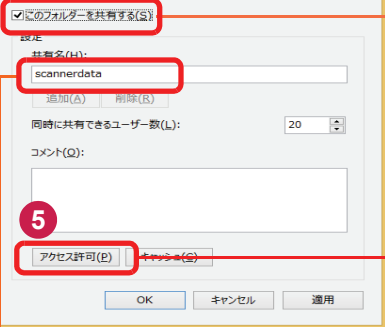 このフォルダーを共有する(S)
設定
共有名(H):
scannerdata
追加(A) 削除(R)
同時に共有できるユーザー数(L): 20
コメント(O):
5
アクセス許可(P) キャッシュ(C)
OK キャンセル 適用